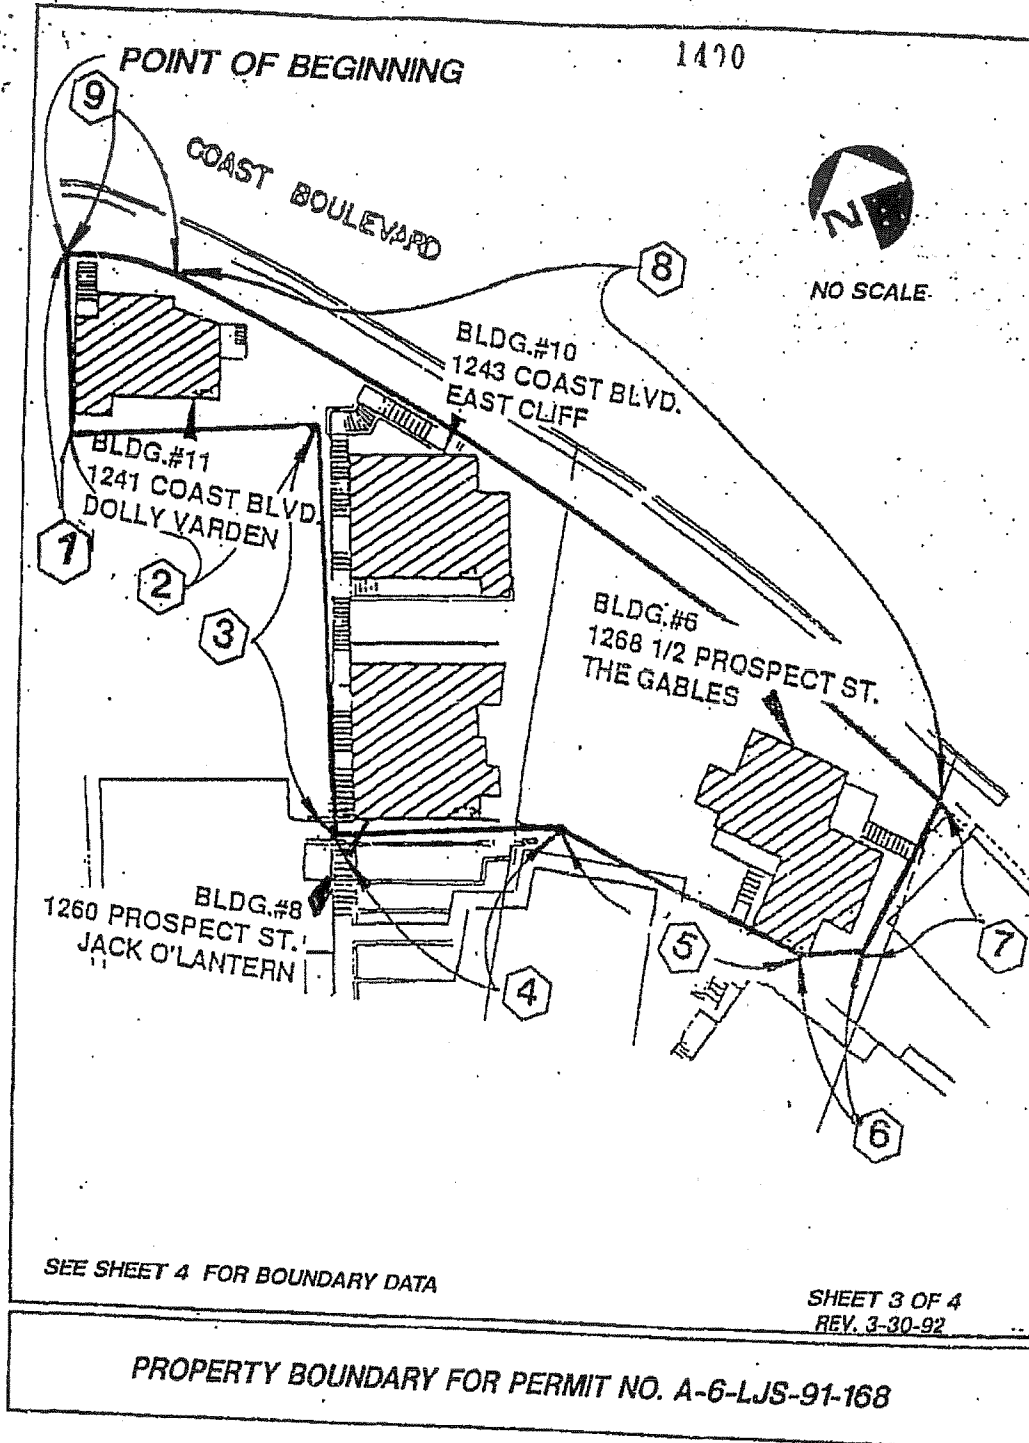 POINT OF BEGINNING
9
COAST BOULEVARD
N
NO SCALE
8
BLDG.#10
1243 COAST BLVD.
EAST CLIFF
BLDG.#11
1241 COAST BLVD.
DOLLY VARDEN
1
2
3
BLDG.#6
1268 1/2 PROSPECT ST.
THE GABLES
BLDG.#8
1260 PROSPECT ST.
JACK O'LANTERN
4
5
7
6
SEE SHEET 4 FOR BOUNDARY DATA
SHEET 3 OF 4
REV. 3-30-92
PROPERTY BOUNDARY FOR PERMIT NO. A-6-LJS-91-168